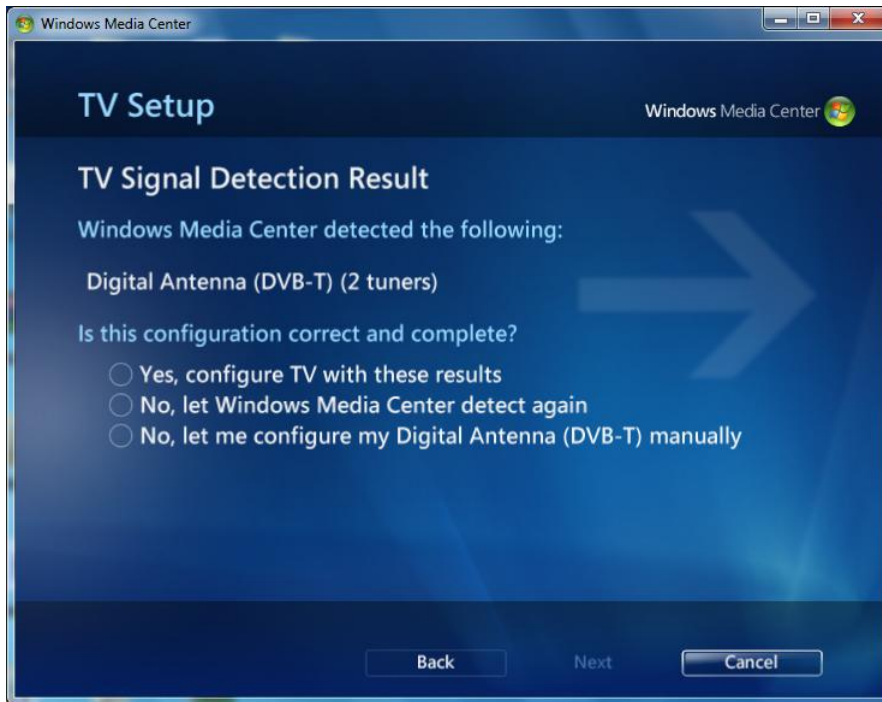 Windows Media Center
TV Setup
Windows Media Center
TV Signal Detection Result
Windows Media Center detected the following:
Digital Antenna (DVB-T) (2 tuners)
Is this configuration correct and complete?
Yes, configure TV with these results
No, let Windows Media Center detect again
No, let me configure my Digital Antenna (DVB-T) manually
Back
Next
Cancel